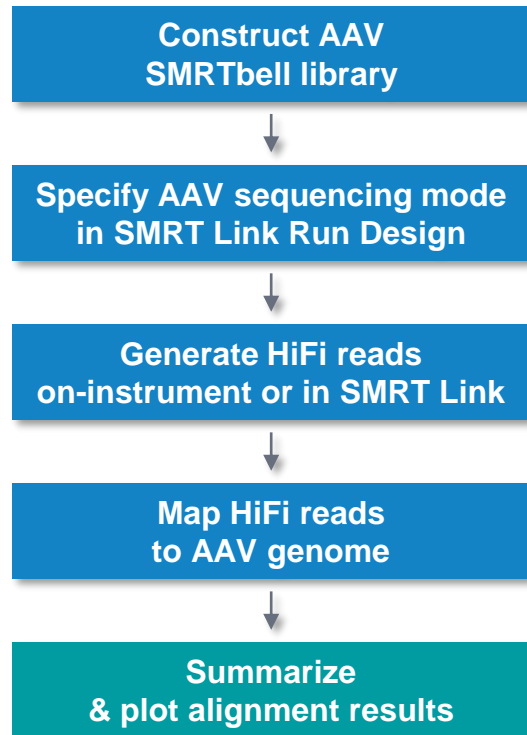 Construct AAV
SMRTbell library
Specify AAV sequencing mode
in SMRT Link Run Design
Generate HiFi reads
on-instrument or in SMRT Link
Map HiFi reads
to AAV genome
Summarize
& plot alignment results